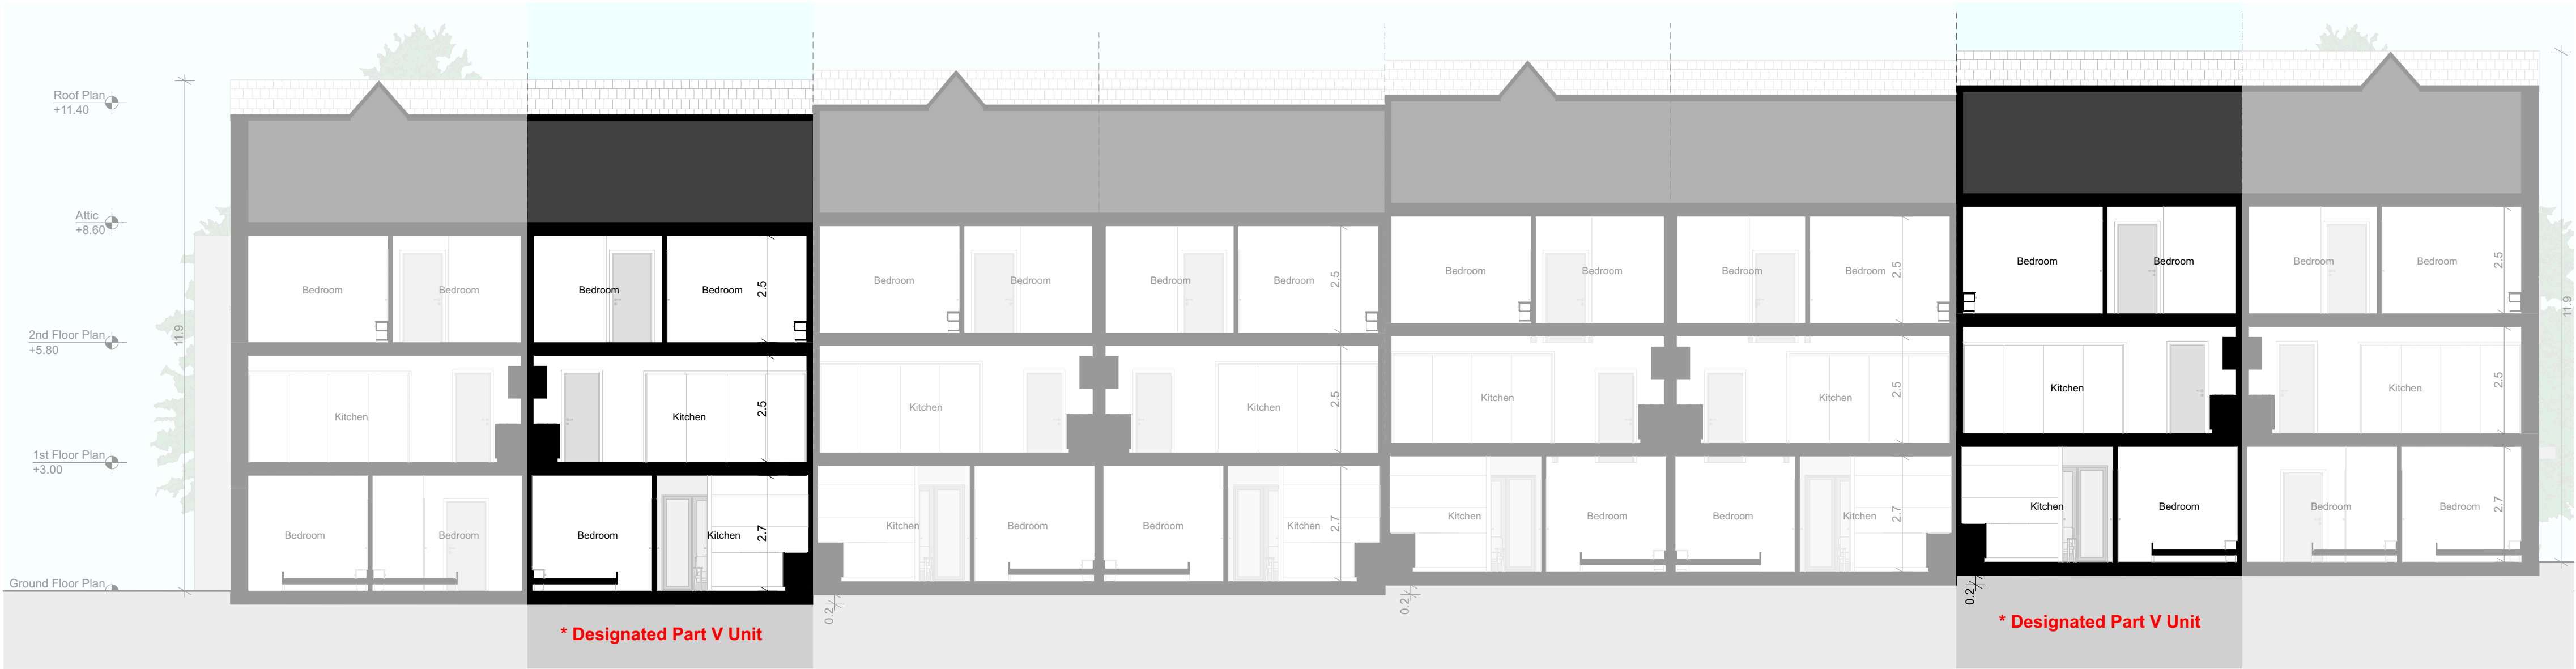 Roof Plan
+11.40
Attic
+8.60
2nd Floor Plan
+5.80
1st Floor Plan
+3.00
Ground Floor Plan
11.9
Bedroom
Bedroom
Bedroom
Bedroom
2.5
Bedroom
Bedroom
Bedroom
Bedroom
2.5
Bedroom
Bedroom
Bedroom
Bedroom
2.5
Bedroom
Bedroom
Bedroom
Bedroom
2.5
Kitchen
Kitchen
2.5
Kitchen
Kitchen
2.5
Kitchen
Kitchen
2.5
Kitchen
Kitchen
2.5
Bedroom
Bedroom
Bedroom
Kitchen
2.7
Kitchen
Bedroom
Bedroom
Kitchen
2.7
Kitchen
Bedroom
Bedroom
Kitchen
2.7
Kitchen
Bedroom
Bedroom
Bedroom
2.7
11.9
0.2
0.2
0.2
* Designated Part V Unit
* Designated Part V Unit